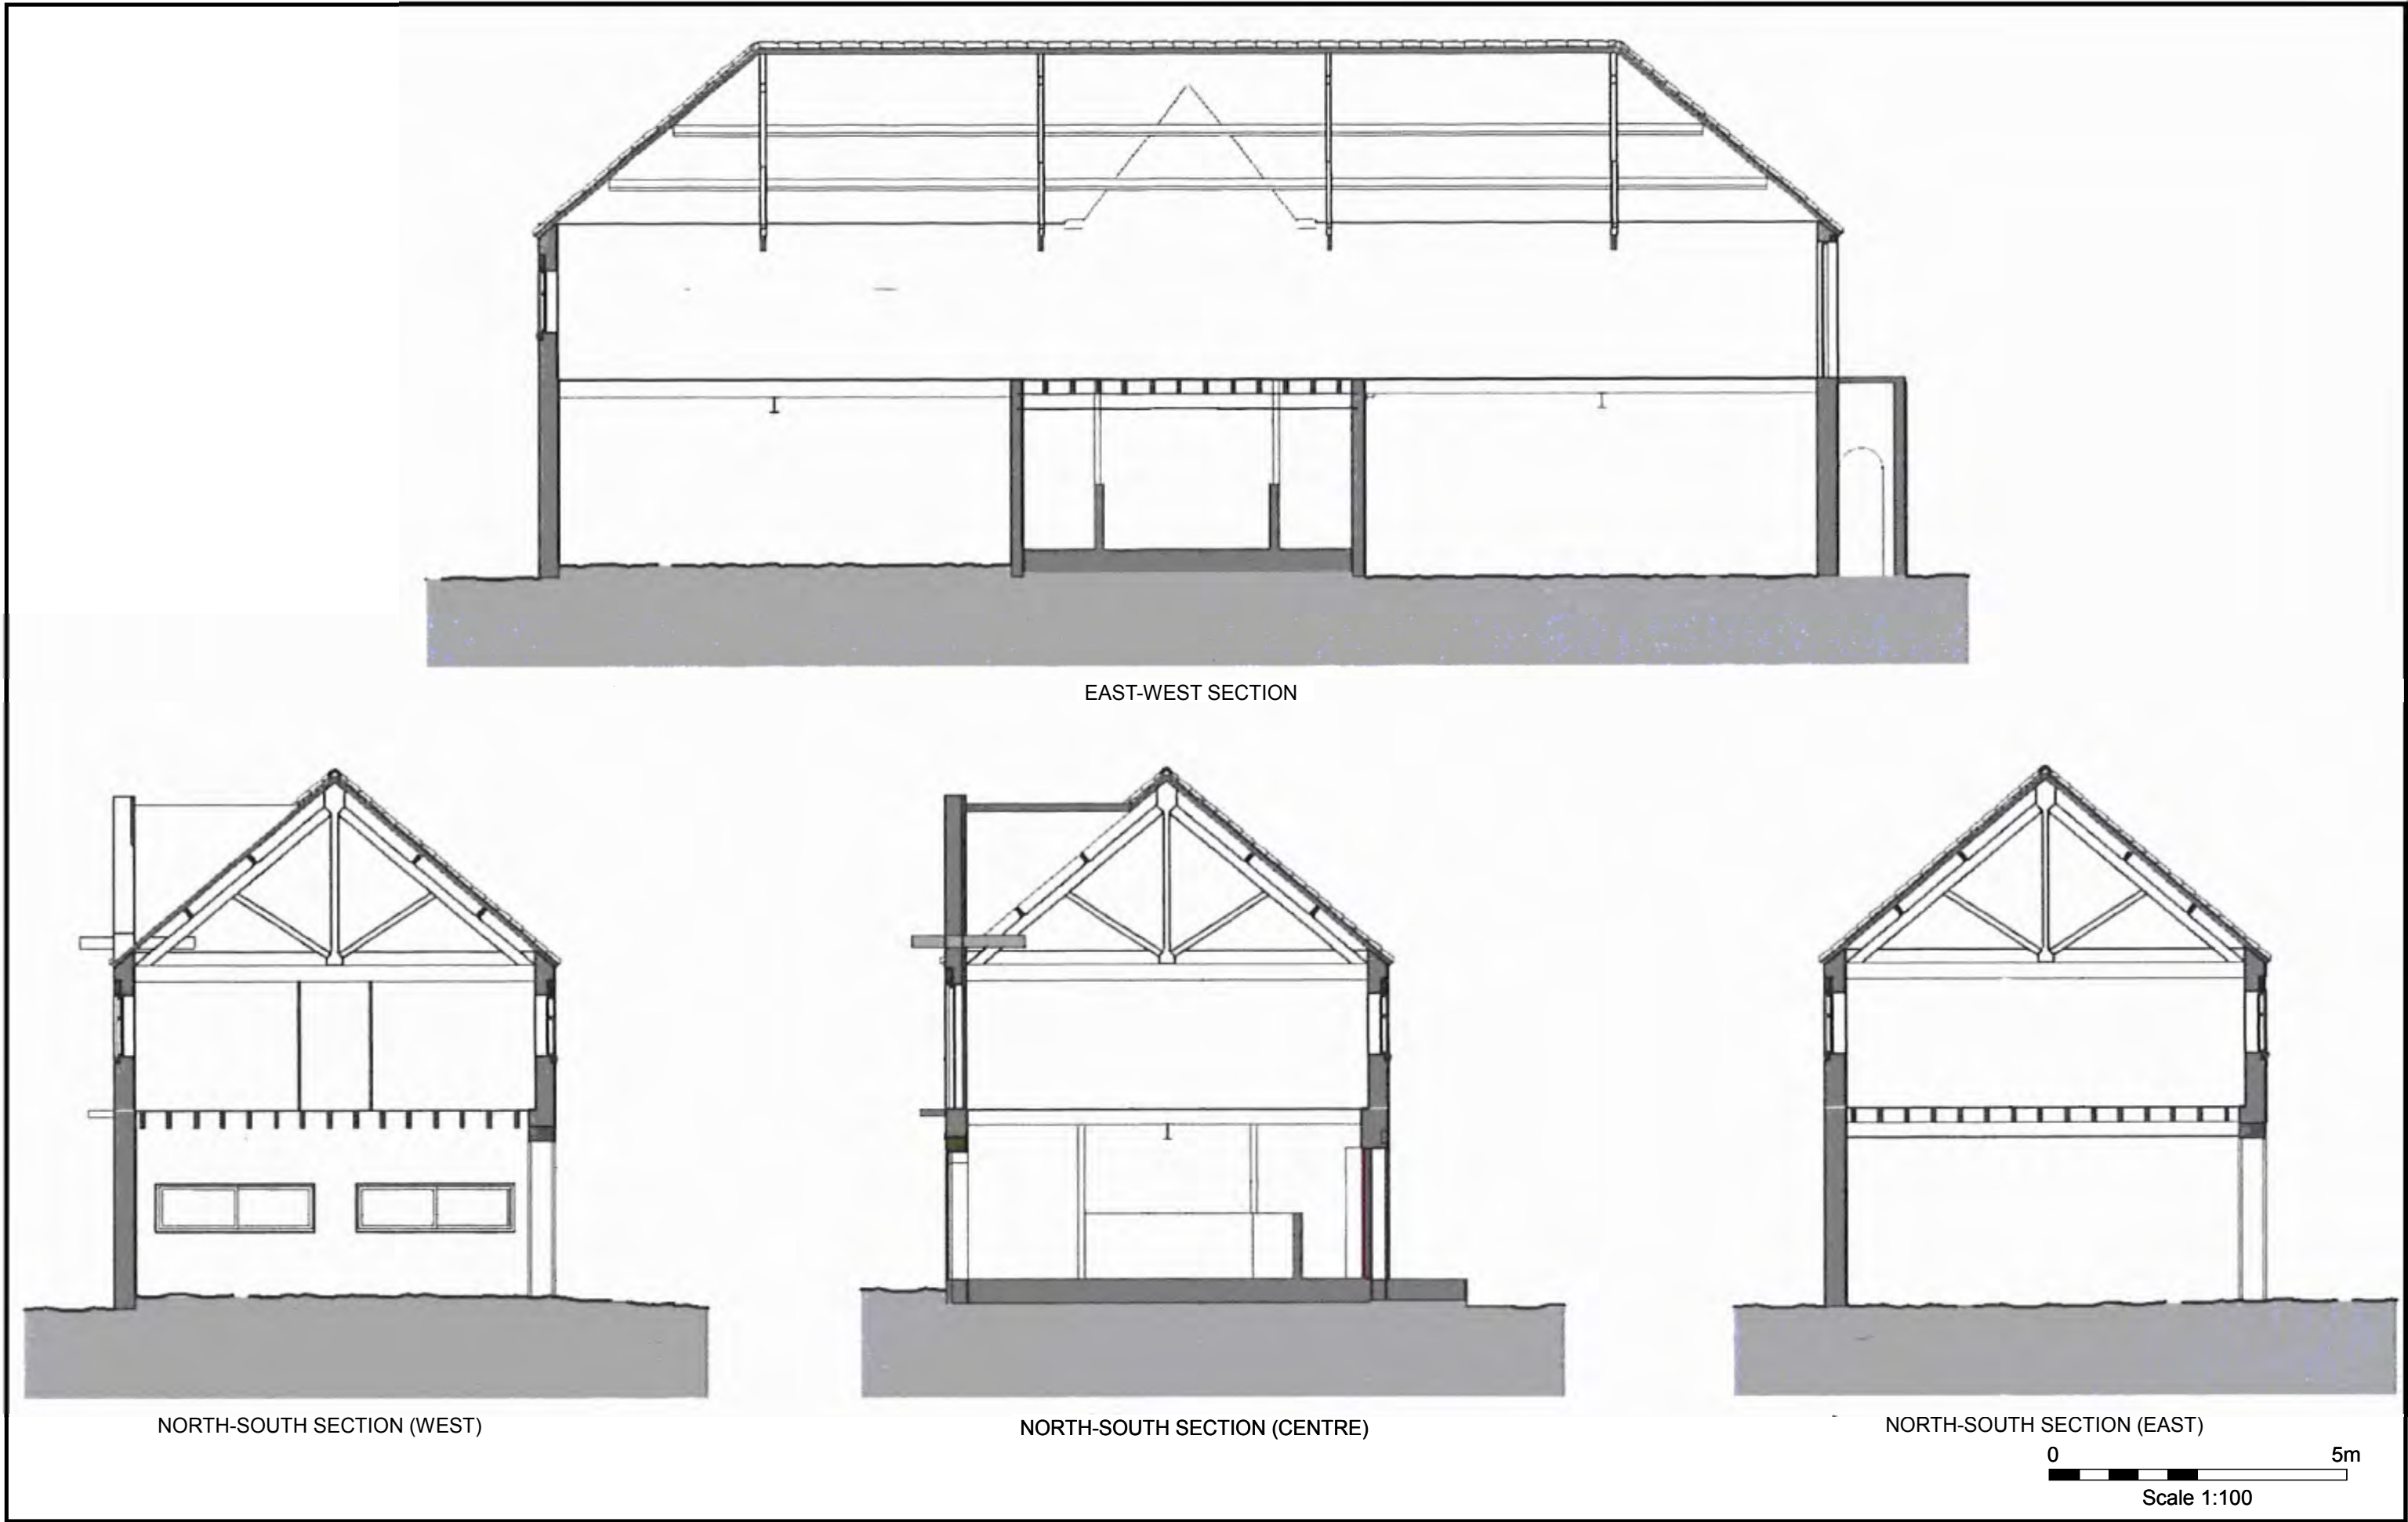 EAST-WEST SECTION
NORTH-SOUTH SECTION (WEST)
NORTH-SOUTH SECTION (CENTRE)
NORTH-SOUTH SECTION (EAST)
0 5m
Scale 1:100